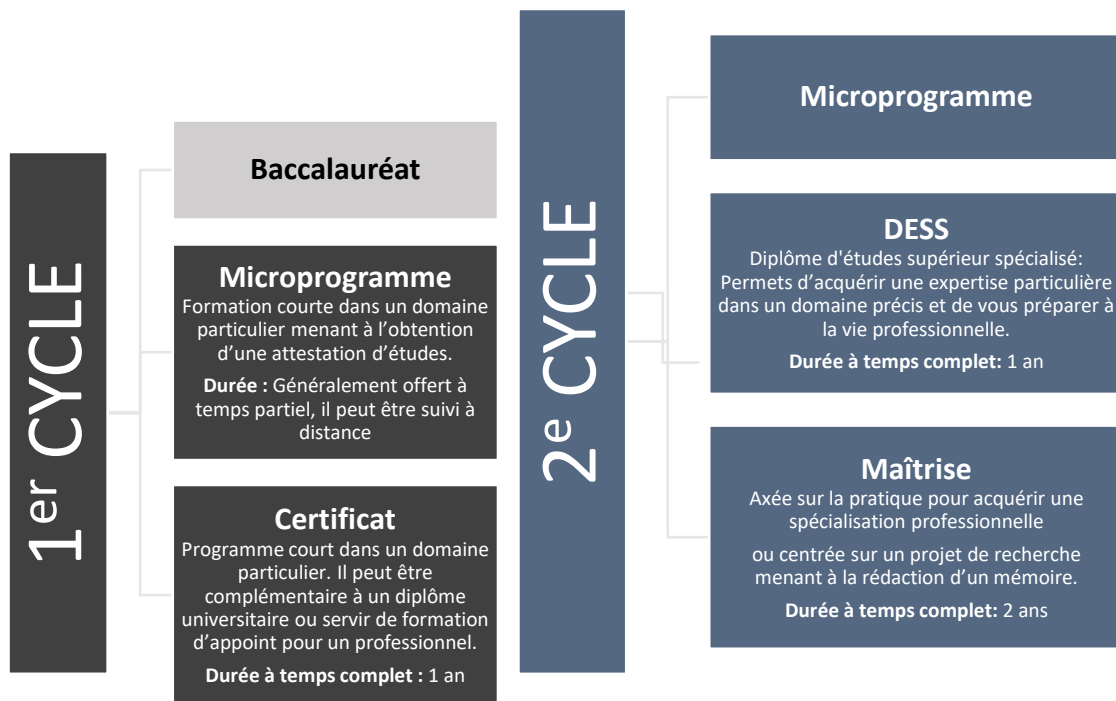 1er CYCLE
Baccalauréat
Microprogramme
Formation courte dans un domaine
particulier menant à l'obtention
d'une attestation d'études.
Durée : Généralement offert à
temps partiel, il peut être suivi à
distance
Certificat
Programme court dans un domaine
particulier. Il peut être
complémentaire à un diplôme
universitaire ou servir de formation
d'appoint pour un professionnel.
Durée à temps complet : 1 an
2e CYCLE
Microprogramme
DESS
Diplôme d'études supérieur spécialisé:
Permets d'acquérir une expertise particulière
dans un domaine précis et de vous préparer à
la vie professionnelle.
Durée à temps complet: 1 an
Maîtrise
Axée sur la pratique pour acquérir une
spécialisation professionnelle
ou centrée sur un projet de recherche
menant à la rédaction d'un mémoire.
Durée à temps complet: 2 ans